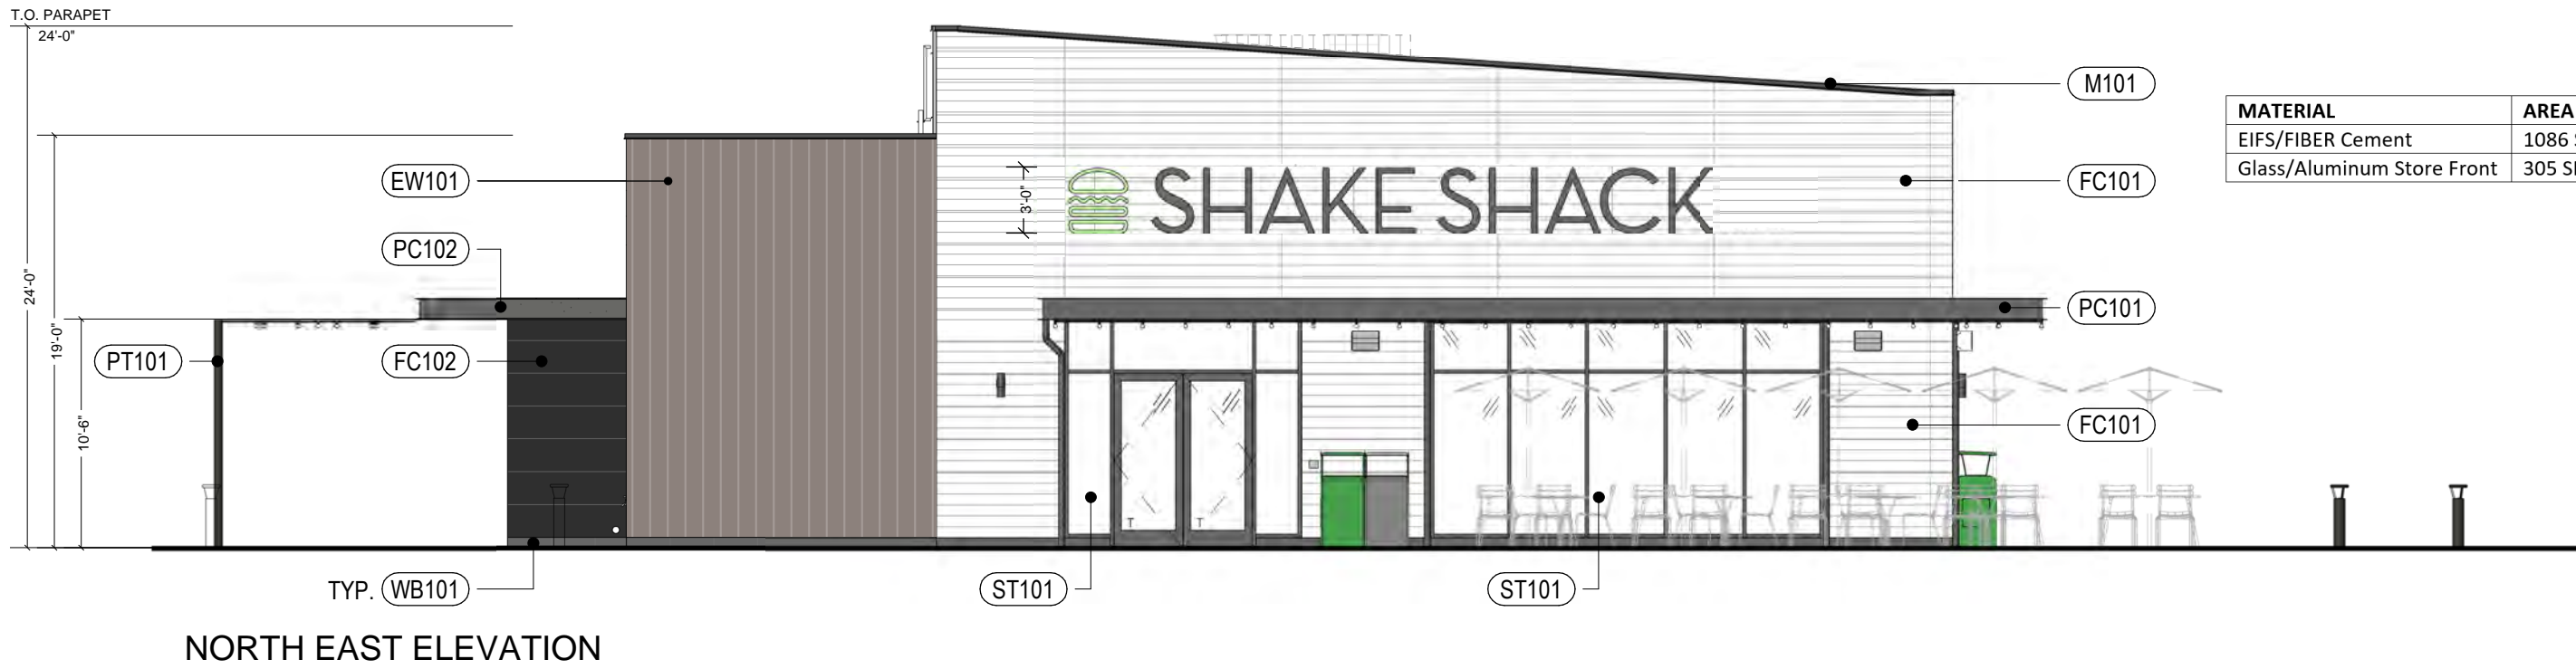 T.O. PARAPET
24'-0"
24'-0"
19'-0"
10'-6"
3'-0"
SHAKE SHACK
M101
EW101
FC101
PC102
PC101
PT101
FC102
FC101
T T
TYP. WB101
ST101
ST101
MATERIAL AREA
EIFS/FIBER Cement 1086
Glass/Aluminum Store Front 305
NORTH EAST ELEVATION